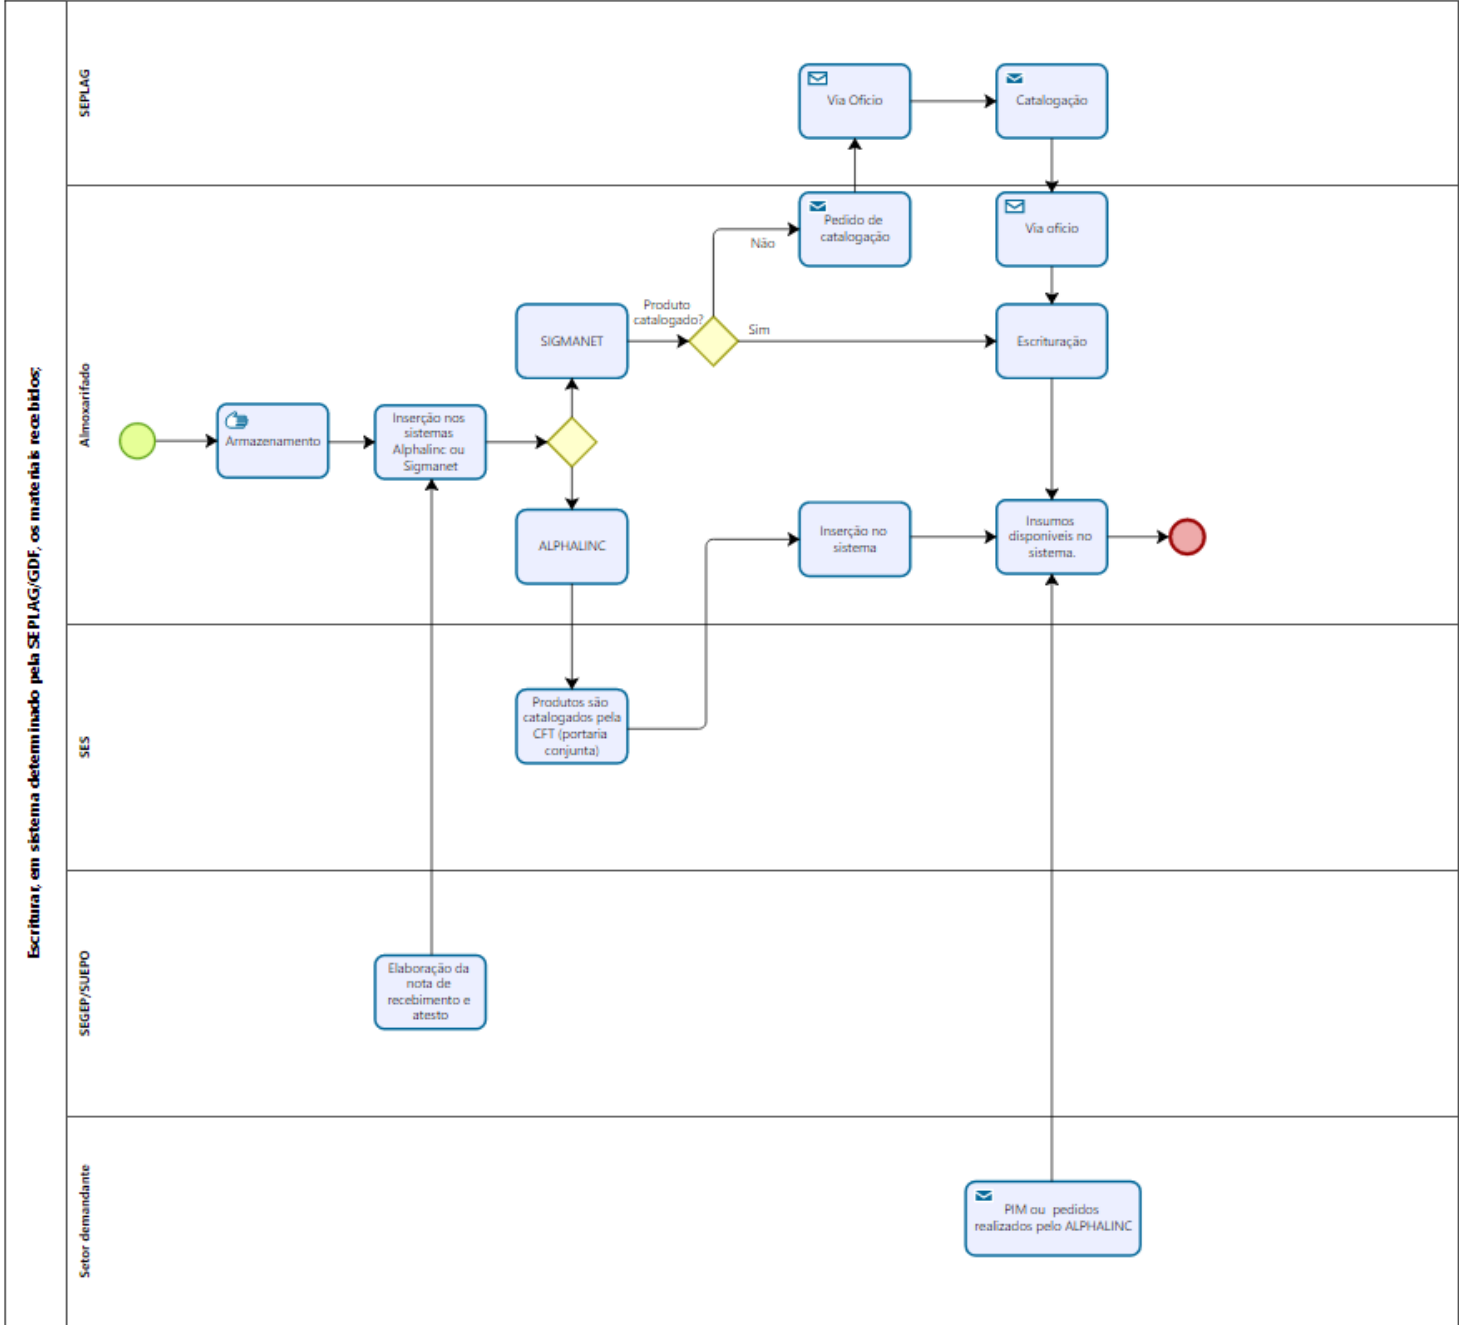 Escriturar, em sistema determinado pela SEPLAG/GDF, os materiais recebidos;
SEPLAG
Via Ofício
Catalogação
Almoxarifado
Pedido de
catalogação
Via ofício
Não
Produto
catalogado?
Sim
SIGMANET
Escrituração
Armazenamento
Inserção nos
sistemas
Alphalinc ou
Sigmanet
ALPHALINC
Inserção no
sistema
Insumos
disponíveis no
sistema.
SES
Produtos são
catalogados pela
CFT (portaria
conjunta)
SEGEP/SUEPO
Elaboração da
nota de
recebimento e
atesto
Setor demandante
PIM ou pedidos
realizados pelo ALPHALINC